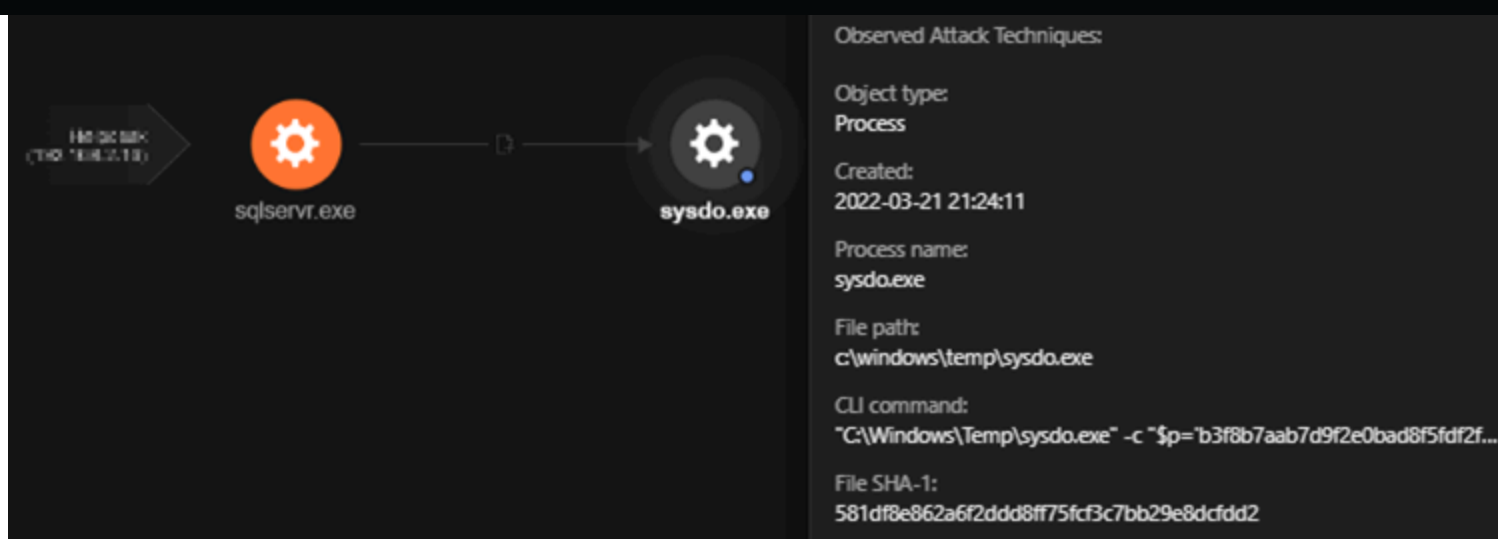 sqlservr.exe
sysdo.exe
Observed Attack Techniques:
Object type:
Process
Created:
2022-03-21 21:24:11
Process name:
sysdo.exe
File path:
c:\windows\temp\sysdo.exe
CLI command:
"C:\Windows\Temp\sysdo.exe" -c "$p='b3f8b7aab7d9f2e0bad8f5fdf2f...
File SHA-1:
581df8e862a6f2ddd8ff75fcf3c7bb29e8dcfdd2